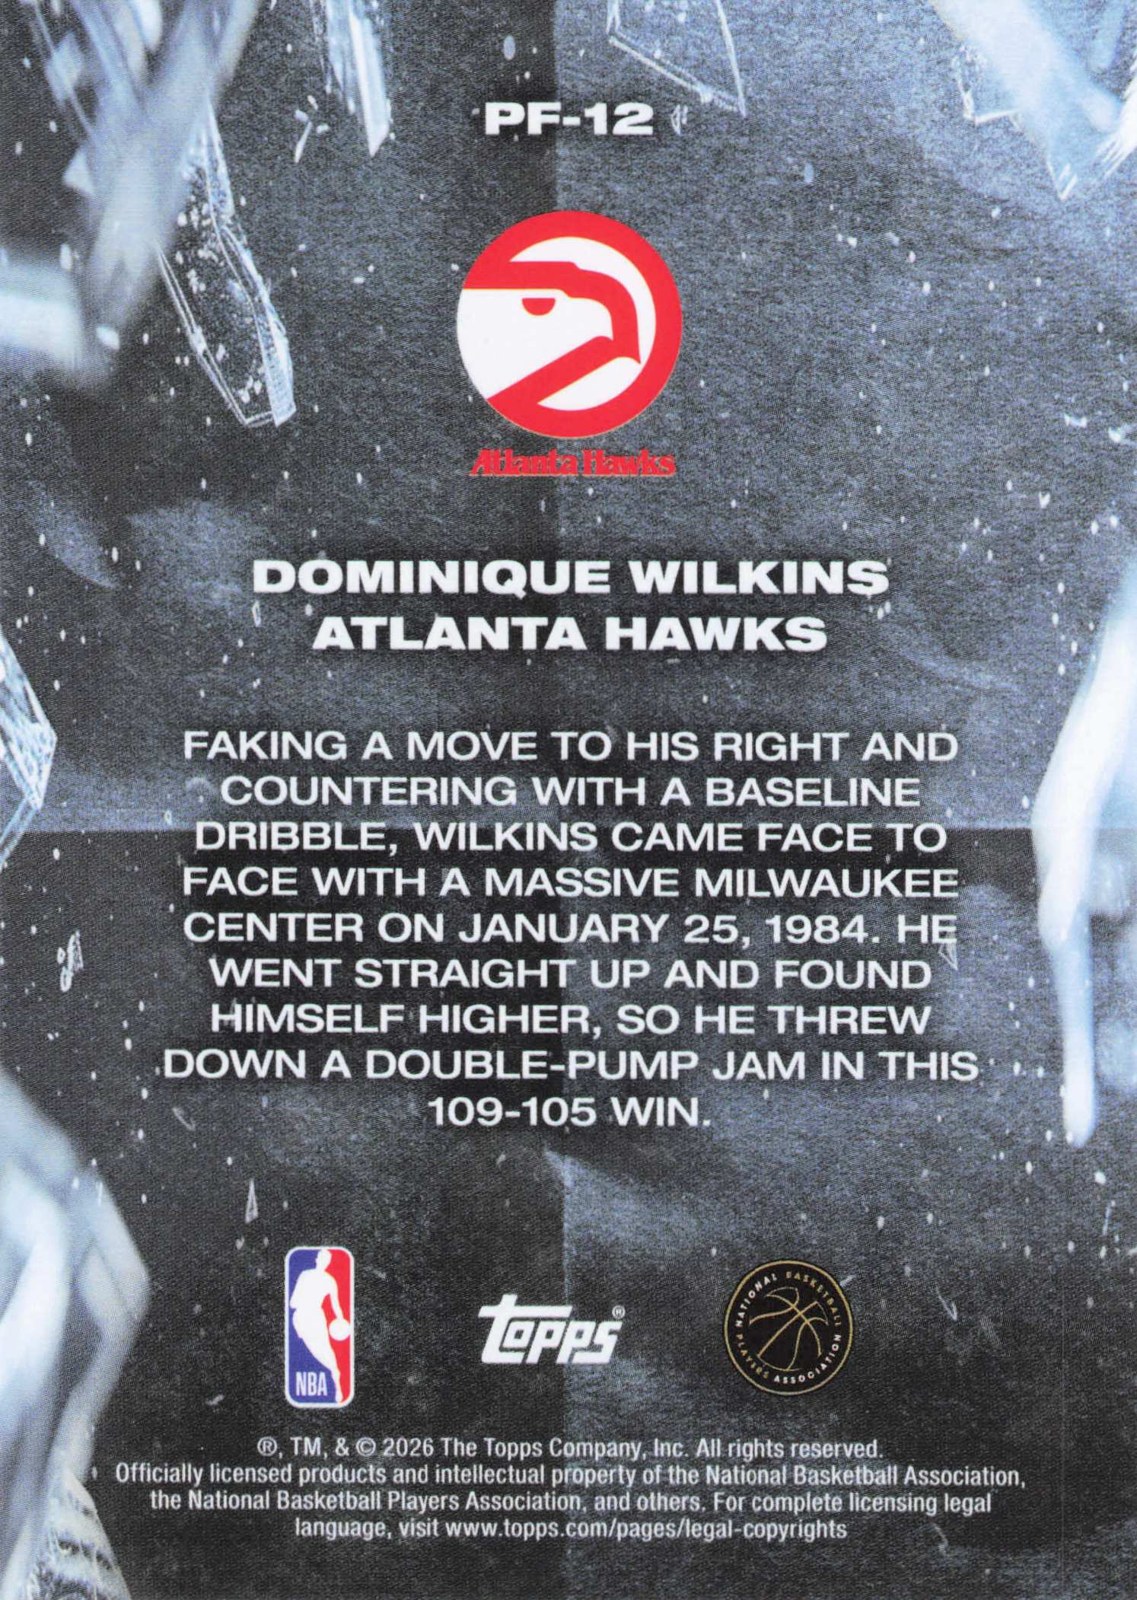 PF-12
Atlanta Hawks
DOMINIQUE WILKINS
ATLANTA HAWKS
FAKING A MOVE TO HIS RIGHT AND
COUNTERING WITH A BASELINE
DRIBBLE, WILKINS CAME FACE TO
FACE WITH A MASSIVE MILWAUKEE
CENTER ON JANUARY 25, 1984. HE
WENT STRAIGHT UP AND FOUND
HIMSELF HIGHER, SO HE THREW
DOWN A DOUBLE-PUMP JAM IN THIS
109-105 WIN.
NBA
Topps®
NATIONAL BASKETBALL PLAYERS ASSOCIATION
®, TM, & © 2026 The Topps Company, Inc. All rights reserved.
Officially licensed products and intellectual property of the National Basketball Association,
the National Basketball Players Association, and others. For complete licensing legal
language, visit www.topps.com/pages/legal-copyrights